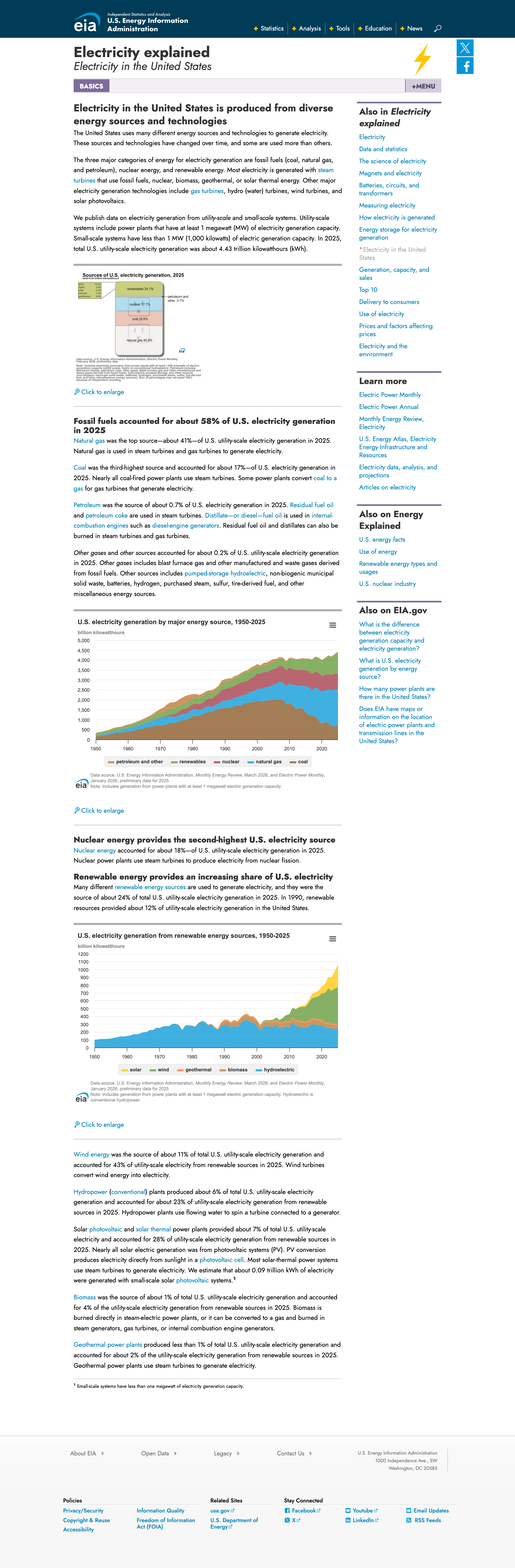 eia
Independent Statistics and Analysis
U.S. Energy Information
Administration
+ Statistics
+ Analysis
+ Tools
+ Education
+ News
Electricity explained
Electricity in the United States
BASICS
+MENU
Electricity in the United States is produced from diverse
energy sources and technologies
The United States uses many different energy sources and technologies to generate electricity.
These sources and technologies have changed over time, and some are used more than others.
The three major categories of energy for electricity generation are fossil fuels (coal, natural gas,
and petroleum), nuclear energy, and renewable energy. Most electricity is generated with steam
turbines that use fossil fuels, nuclear, biomass, geothermal, or solar thermal energy. Other major
electricity generation technologies include gas turbines, hydro (water) turbines, wind turbines, and
solar photovoltaics.
We publish data on electricity generation from utility-scale and small-scale systems. Utility-scale
systems include power plants that have at least 1 megawatt (MW) of electricity generation capacity.
Small-scale systems have less than 1 MW (1,000 kilowatts) of electric generation capacity. In 2025,
total U.S. utility-scale electricity generation was about 4.43 trillion kilowatthours (kWh).
Sources of U.S. electricity generation, 2025
petroleum and
other
Click to enlarge
Fossil fuels accounted for about 58% of U.S. electricity generation
in 2025
Natural gas was the top source—about 41%—of U.S. utility-scale electricity generation in 2025.
Natural gas is used in steam turbines and gas turbines to generate electricity.
Coal was the third-highest source and accounted for about 17%—of U.S. electricity generation in
2025. Nearly all coal-fired power plants use steam turbines. Some power plants convert coal to a
gas for gas turbines that generate electricity.
Petroleum was the source of about 0.7% of U.S. electricity generation in 2025. Residual fuel oil
and petroleum coke are used in steam turbines. Distillate—or diesel—fuel oil is used in internal-
combustion engines such as diesel-engine generators. Residual fuel oil and distillates can also be
burned in steam turbines and gas turbines.
Other gases and other sources accounted for about 0.2% of U.S. utility-scale electricity generation
in 2025. Other gases includes blast furnace gas and other manufactured and waste gases derived
from fossil fuels. Other sources includes pumped-storage hydroelectric, non-biogenic municipal
solid waste, batteries, hydrogen, purchased steam, sulfur, tire-derived fuel, and other
miscellaneous energy sources.
U.S. electricity generation by major energy source, 1950-2025
billion kilowatthours
5,000
4,500
4,000
3,500
3,000
2,500
2,000
1,500
1,000
500
0
1950 1960 1970 1980 1990 2000 2010 2020
petroleum and other renewables nuclear natural gas coal
Data source: U.S. Energy Information Administration, Monthly Energy Review, March 2026, and Electric Power Monthly,
January 2026, preliminary data for 2025
Note: Includes generation from power plants with at least 1 megawatt electric generation capacity.
eia
Click to enlarge
Nuclear energy provides the second-highest U.S. electricity source
Nuclear energy accounted for about 18%—of U.S. utility-scale electricity generation in 2025.
Nuclear power plants use steam turbines to produce electricity from nuclear fission.
Renewable energy provides an increasing share of U.S. electricity
Many different renewable energy sources are used to generate electricity, and they were the
source of about 24% of total U.S. utility-scale electricity generation in 2025. In 1990, renewable
resources provided about 12% of utility-scale electricity generation in the United States.
U.S. electricity generation from renewable energy sources, 1950-2025
billion kilowatthours
1200
1100
1000
900
800
700
600
500
400
300
200
100
0
1950 1960 1970 1980 1990 2000 2010 2020
solar wind geothermal biomass hydroelectric
Data source: U.S. Energy Information Administration, Monthly Energy Review, March 2026, and Electric Power Monthly,
January 2026, preliminary data for 2025
Note: Includes generation from power plants with at least 1 megawatt electric generation capacity. Hydroelectric is
conventional hydropower.
eia
Click to enlarge
Wind energy was the source of about 11% of total U.S. utility-scale electricity generation and
accounted for 43% of utility-scale electricity from renewable sources in 2025. Wind turbines
convert wind energy into electricity.
Hydropower (conventional) plants produced about 6% of total U.S. utility-scale electricity
generation and accounted for about 23% of utility-scale electricity generation from renewable
sources in 2025. Hydropower plants use flowing water to spin a turbine connected to a generator.
Solar photovoltaic and solar thermal power plants provided about 7% of total U.S. utility-scale
electricity and accounted for 28% of utility-scale electricity generation from renewable sources in
2025. Nearly all solar electric generation was from photovoltaic systems (PV). PV conversion
produces electricity directly from sunlight in a photovoltaic cell. Most solar-thermal power systems
use steam turbines to generate electricity. We estimate that about 0.09 trillion kWh of electricity
were generated with small-scale solar photovoltaic systems.1
Biomass was the source of about 1% of total U.S. utility-scale electricity generation and accounted
for 4% of the utility-scale electricity generation from renewable sources in 2025. Biomass is
burned directly in steam-electric power plants, or it can be converted to a gas and burned in
steam generators, gas turbines, or internal combustion engine generators.
Geothermal power plants produced less than 1% of total U.S. utility-scale electricity generation and
accounted for about 2% of the utility-scale electricity generation from renewable sources in 2025.
Geothermal power plants use steam turbines to generate electricity.
1 Small-scale systems have less than one megawatt of electricity generation capacity.
Also in Electricity
explained
Electricity
Data and statistics
The science of electricity
Magnets and electricity
Batteries, circuits, and
transformers
Measuring electricity
How electricity is generated
Energy storage for electricity
generation
*Electricity in the United
States
Generation, capacity, and
sales
Top 10
Delivery to consumers
Use of electricity
Prices and factors affecting
prices
Electricity and the
environment
Learn more
Electric Power Monthly
Electric Power Annual
Monthly Energy Review,
Electricity
U.S. Energy Atlas, Electricity
Energy Infrastructure and
Resources
Electricity data, analysis, and
projections
Articles on electricity
Also on Energy
Explained
U.S. energy facts
Use of energy
Renewable energy types and
usages
U.S. nuclear industry
Also on EIA.gov
What is the difference
between electricity
generation capacity and
electricity generation?
What is U.S. electricity
generation by energy
source?
How many power plants are
there in the United States?
Does EIA have maps or
information on the location
of electric power plants and
transmission lines in the
United States?
About EIA
Open Data
Legacy
Contact Us
U.S. Energy Information Administration
1000 Independence Ave., SW
Washington, DC 20585
Policies
Privacy/Security
Copyright & Reuse
Accessibility
Information Quality
Freedom of Information
Act (FOIA)
Related Sites
usa.gov
U.S. Department of
Energy
Stay Connected
Facebook
X
Youtube
LinkedIn
Email Updates
RSS Feeds